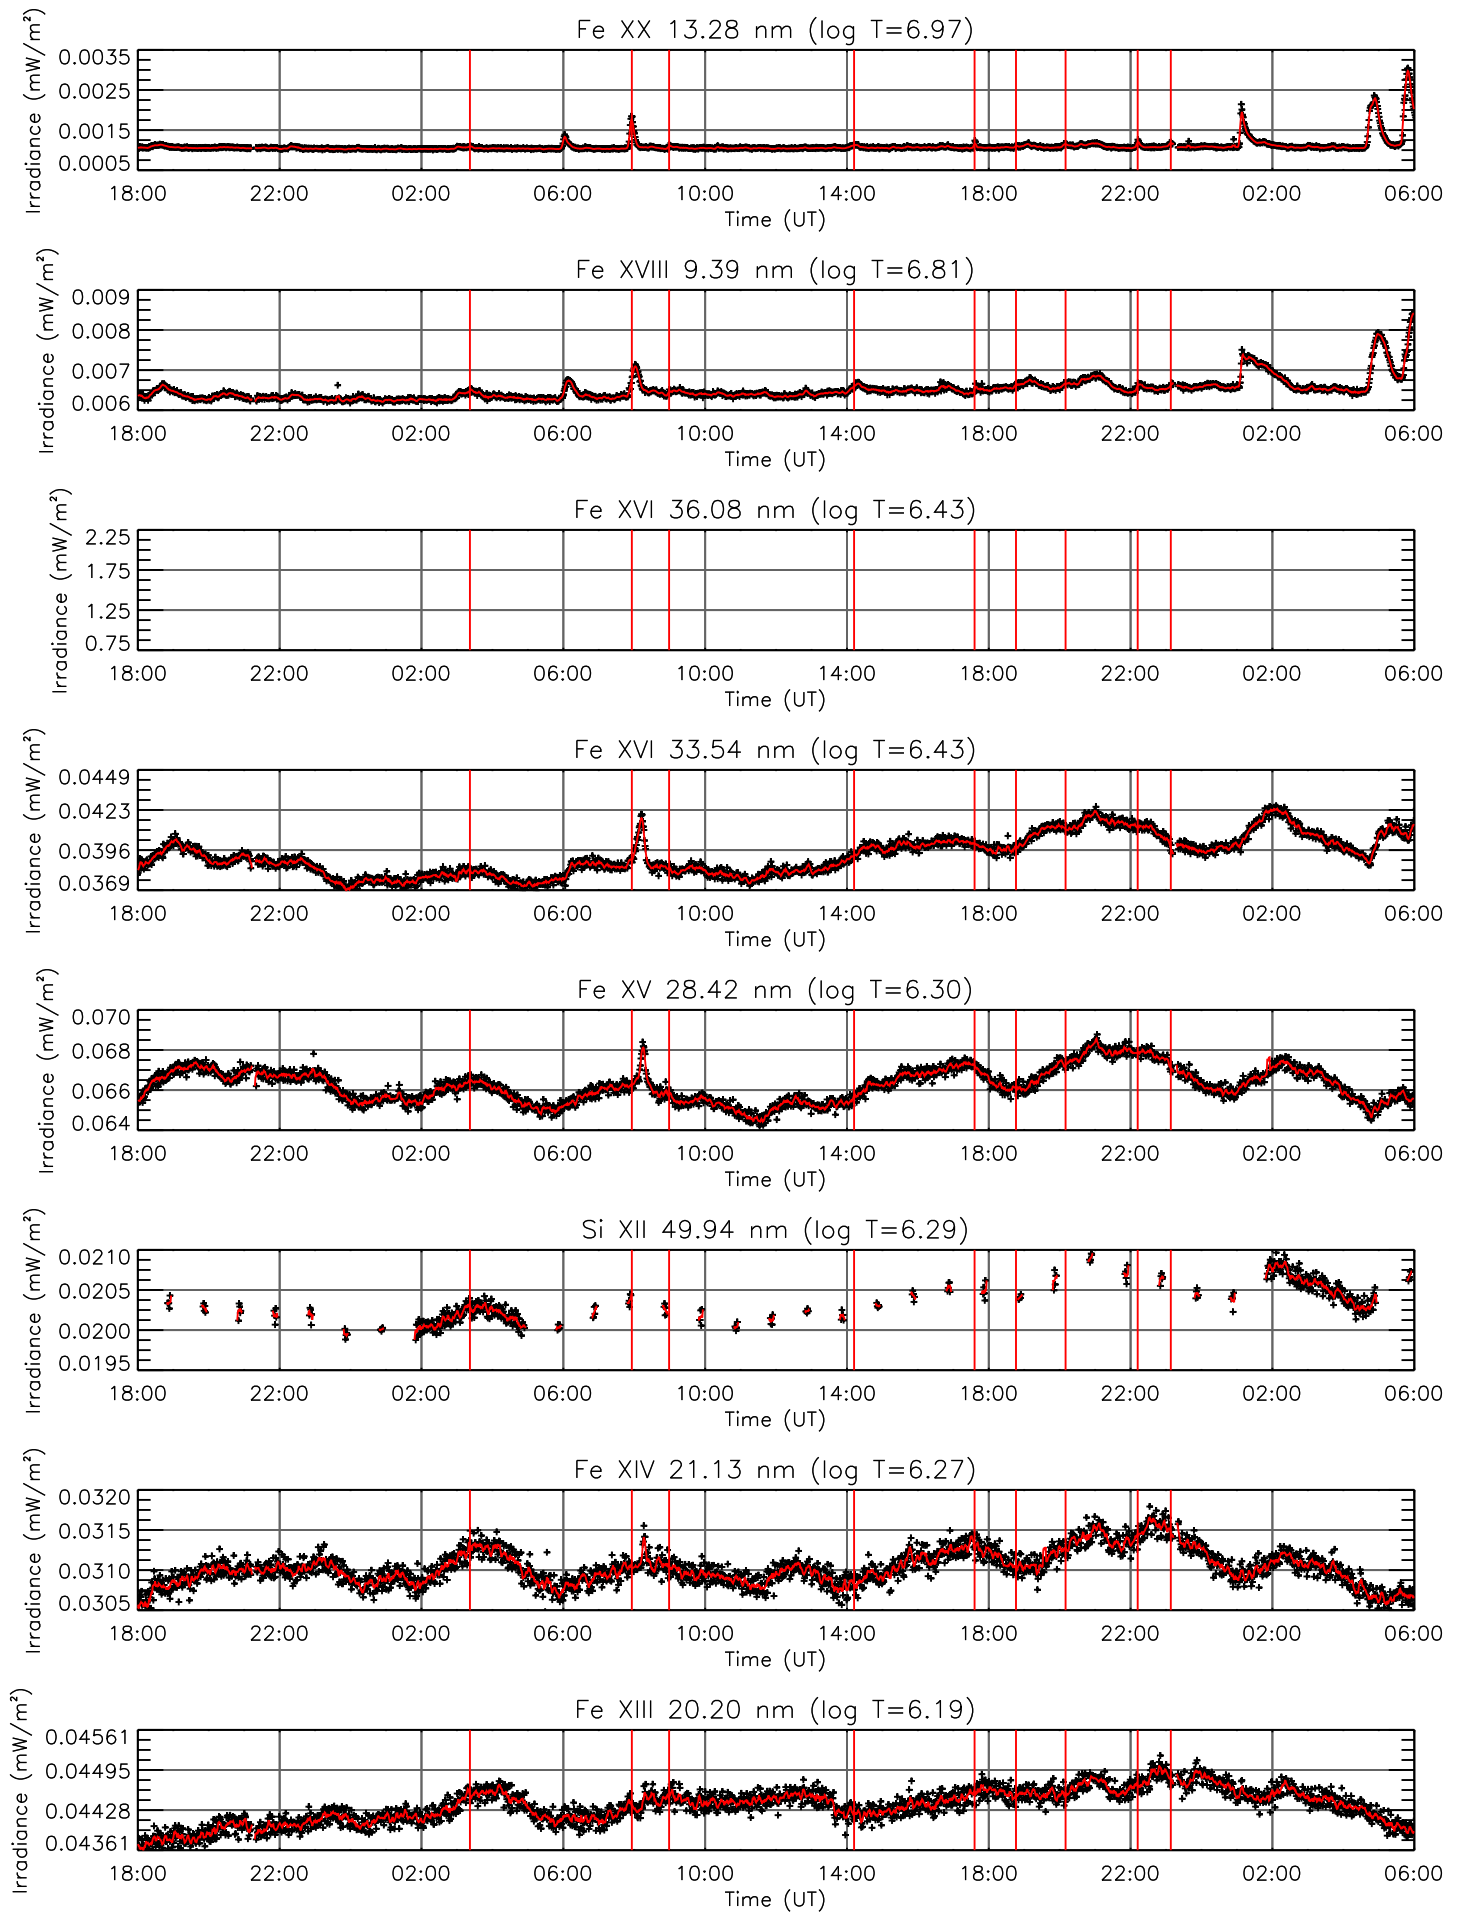 Fe XX 13.28 nm (log T=6.97)
Irradiance (mW/m²)
0.0035
0.0025
0.0015
0.0005
18:00 22:00 02:00 06:00 10:00 14:00 18:00 22:00 02:00 06:00
Time (UT)
Fe XVIII 9.39 nm (log T=6.81)
Irradiance (mW/m²)
0.009
0.008
0.007
0.006
18:00 22:00 02:00 06:00 10:00 14:00 18:00 22:00 02:00 06:00
Time (UT)
Fe XVI 36.08 nm (log T=6.43)
Irradiance (mW/m²)
2.25
1.75
1.25
0.75
18:00 22:00 02:00 06:00 10:00 14:00 18:00 22:00 02:00 06:00
Time (UT)
Fe XVI 33.54 nm (log T=6.43)
Irradiance (mW/m²)
0.0449
0.0423
0.0396
0.0369
18:00 22:00 02:00 06:00 10:00 14:00 18:00 22:00 02:00 06:00
Time (UT)
Fe XV 28.42 nm (log T=6.30)
Irradiance (mW/m²)
0.070
0.068
0.066
0.064
18:00 22:00 02:00 06:00 10:00 14:00 18:00 22:00 02:00 06:00
Time (UT)
Si XII 49.94 nm (log T=6.29)
Irradiance (mW/m²)
0.0210
0.0205
0.0200
0.0195
18:00 22:00 02:00 06:00 10:00 14:00 18:00 22:00 02:00 06:00
Time (UT)
Fe XIV 21.13 nm (log T=6.27)
Irradiance (mW/m²)
0.0320
0.0315
0.0310
0.0305
18:00 22:00 02:00 06:00 10:00 14:00 18:00 22:00 02:00 06:00
Time (UT)
Fe XIII 20.20 nm (log T=6.19)
Irradiance (mW/m²)
0.04561
0.04495
0.04428
0.04361
18:00 22:00 02:00 06:00 10:00 14:00 18:00 22:00 02:00 06:00
Time (UT)